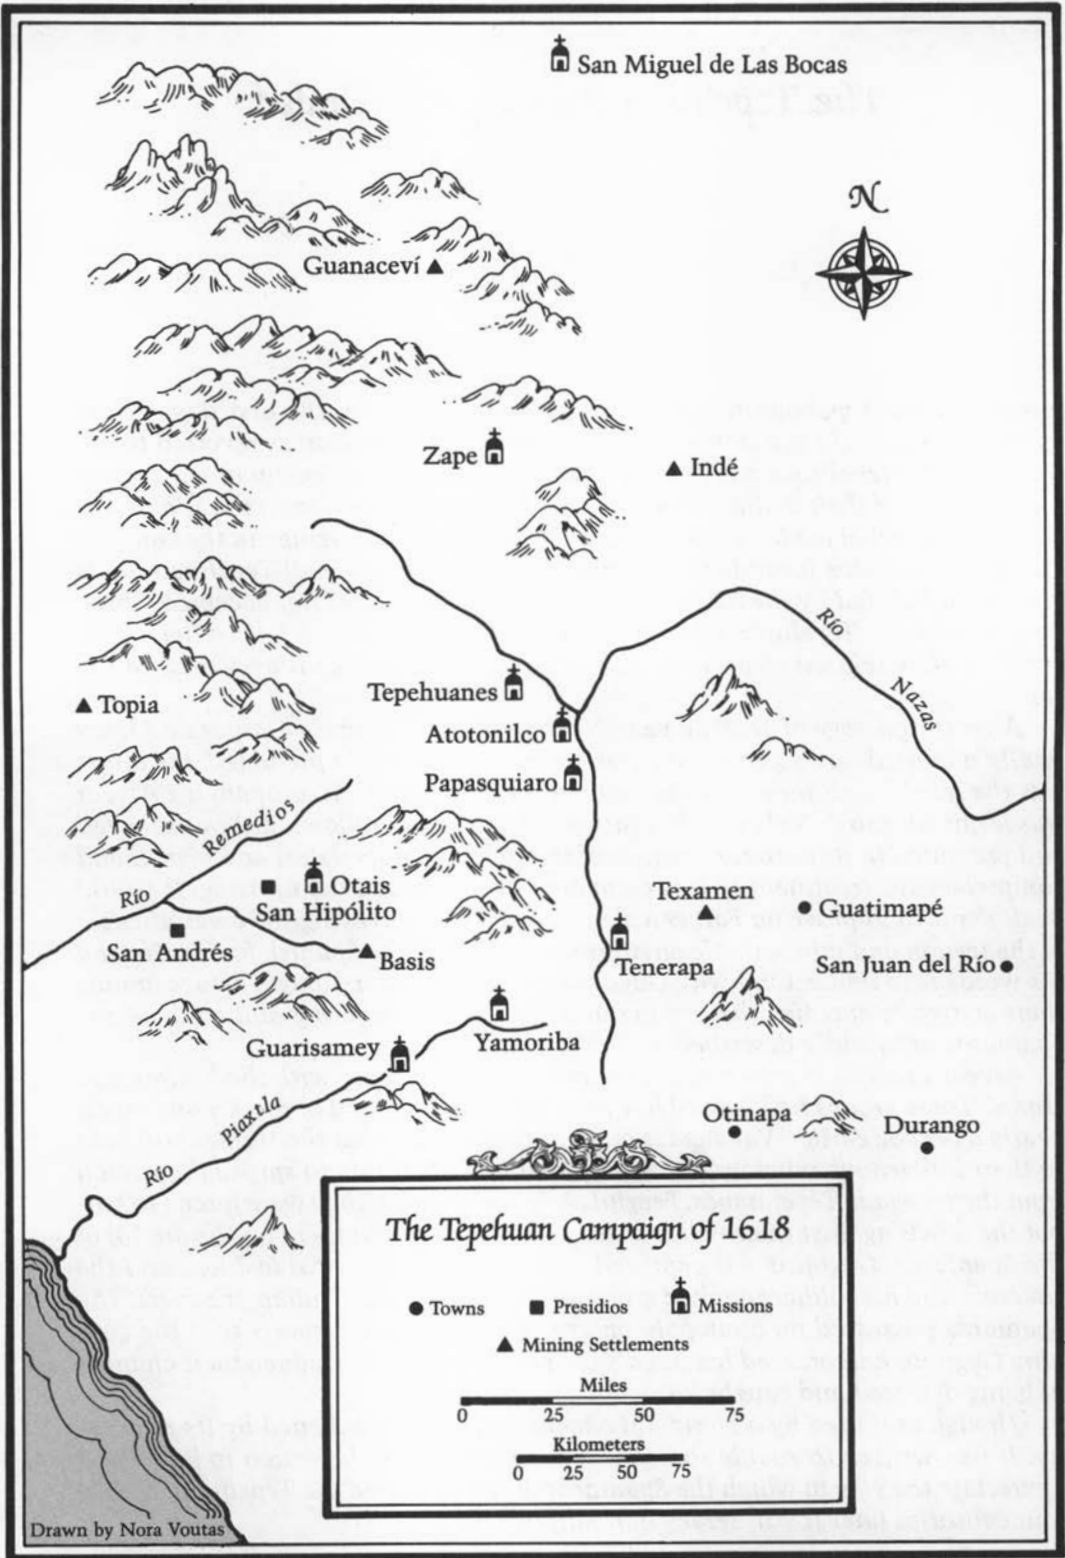 San Miguel de Las Bocas
N
Guanaceví
Zape
Indé
Río
Nazas
Tepehuanes
Topia
Atotonilco
Papasquiaro
Remedios
Río
Otais
San Hipólito
Texamen
Guatimapé
San Andrés
Basis
Tenerapa
San Juan del Río
Yamoriba
Guarisamey
Río
Piaxtla
Otinapa
Durango
The Tepehuan Campaign of 1618
Towns Presidios Missions
Mining Settlements
Miles
0 25 50 75
Kilometers
0 25 50 75
Drawn by Nora Voutas